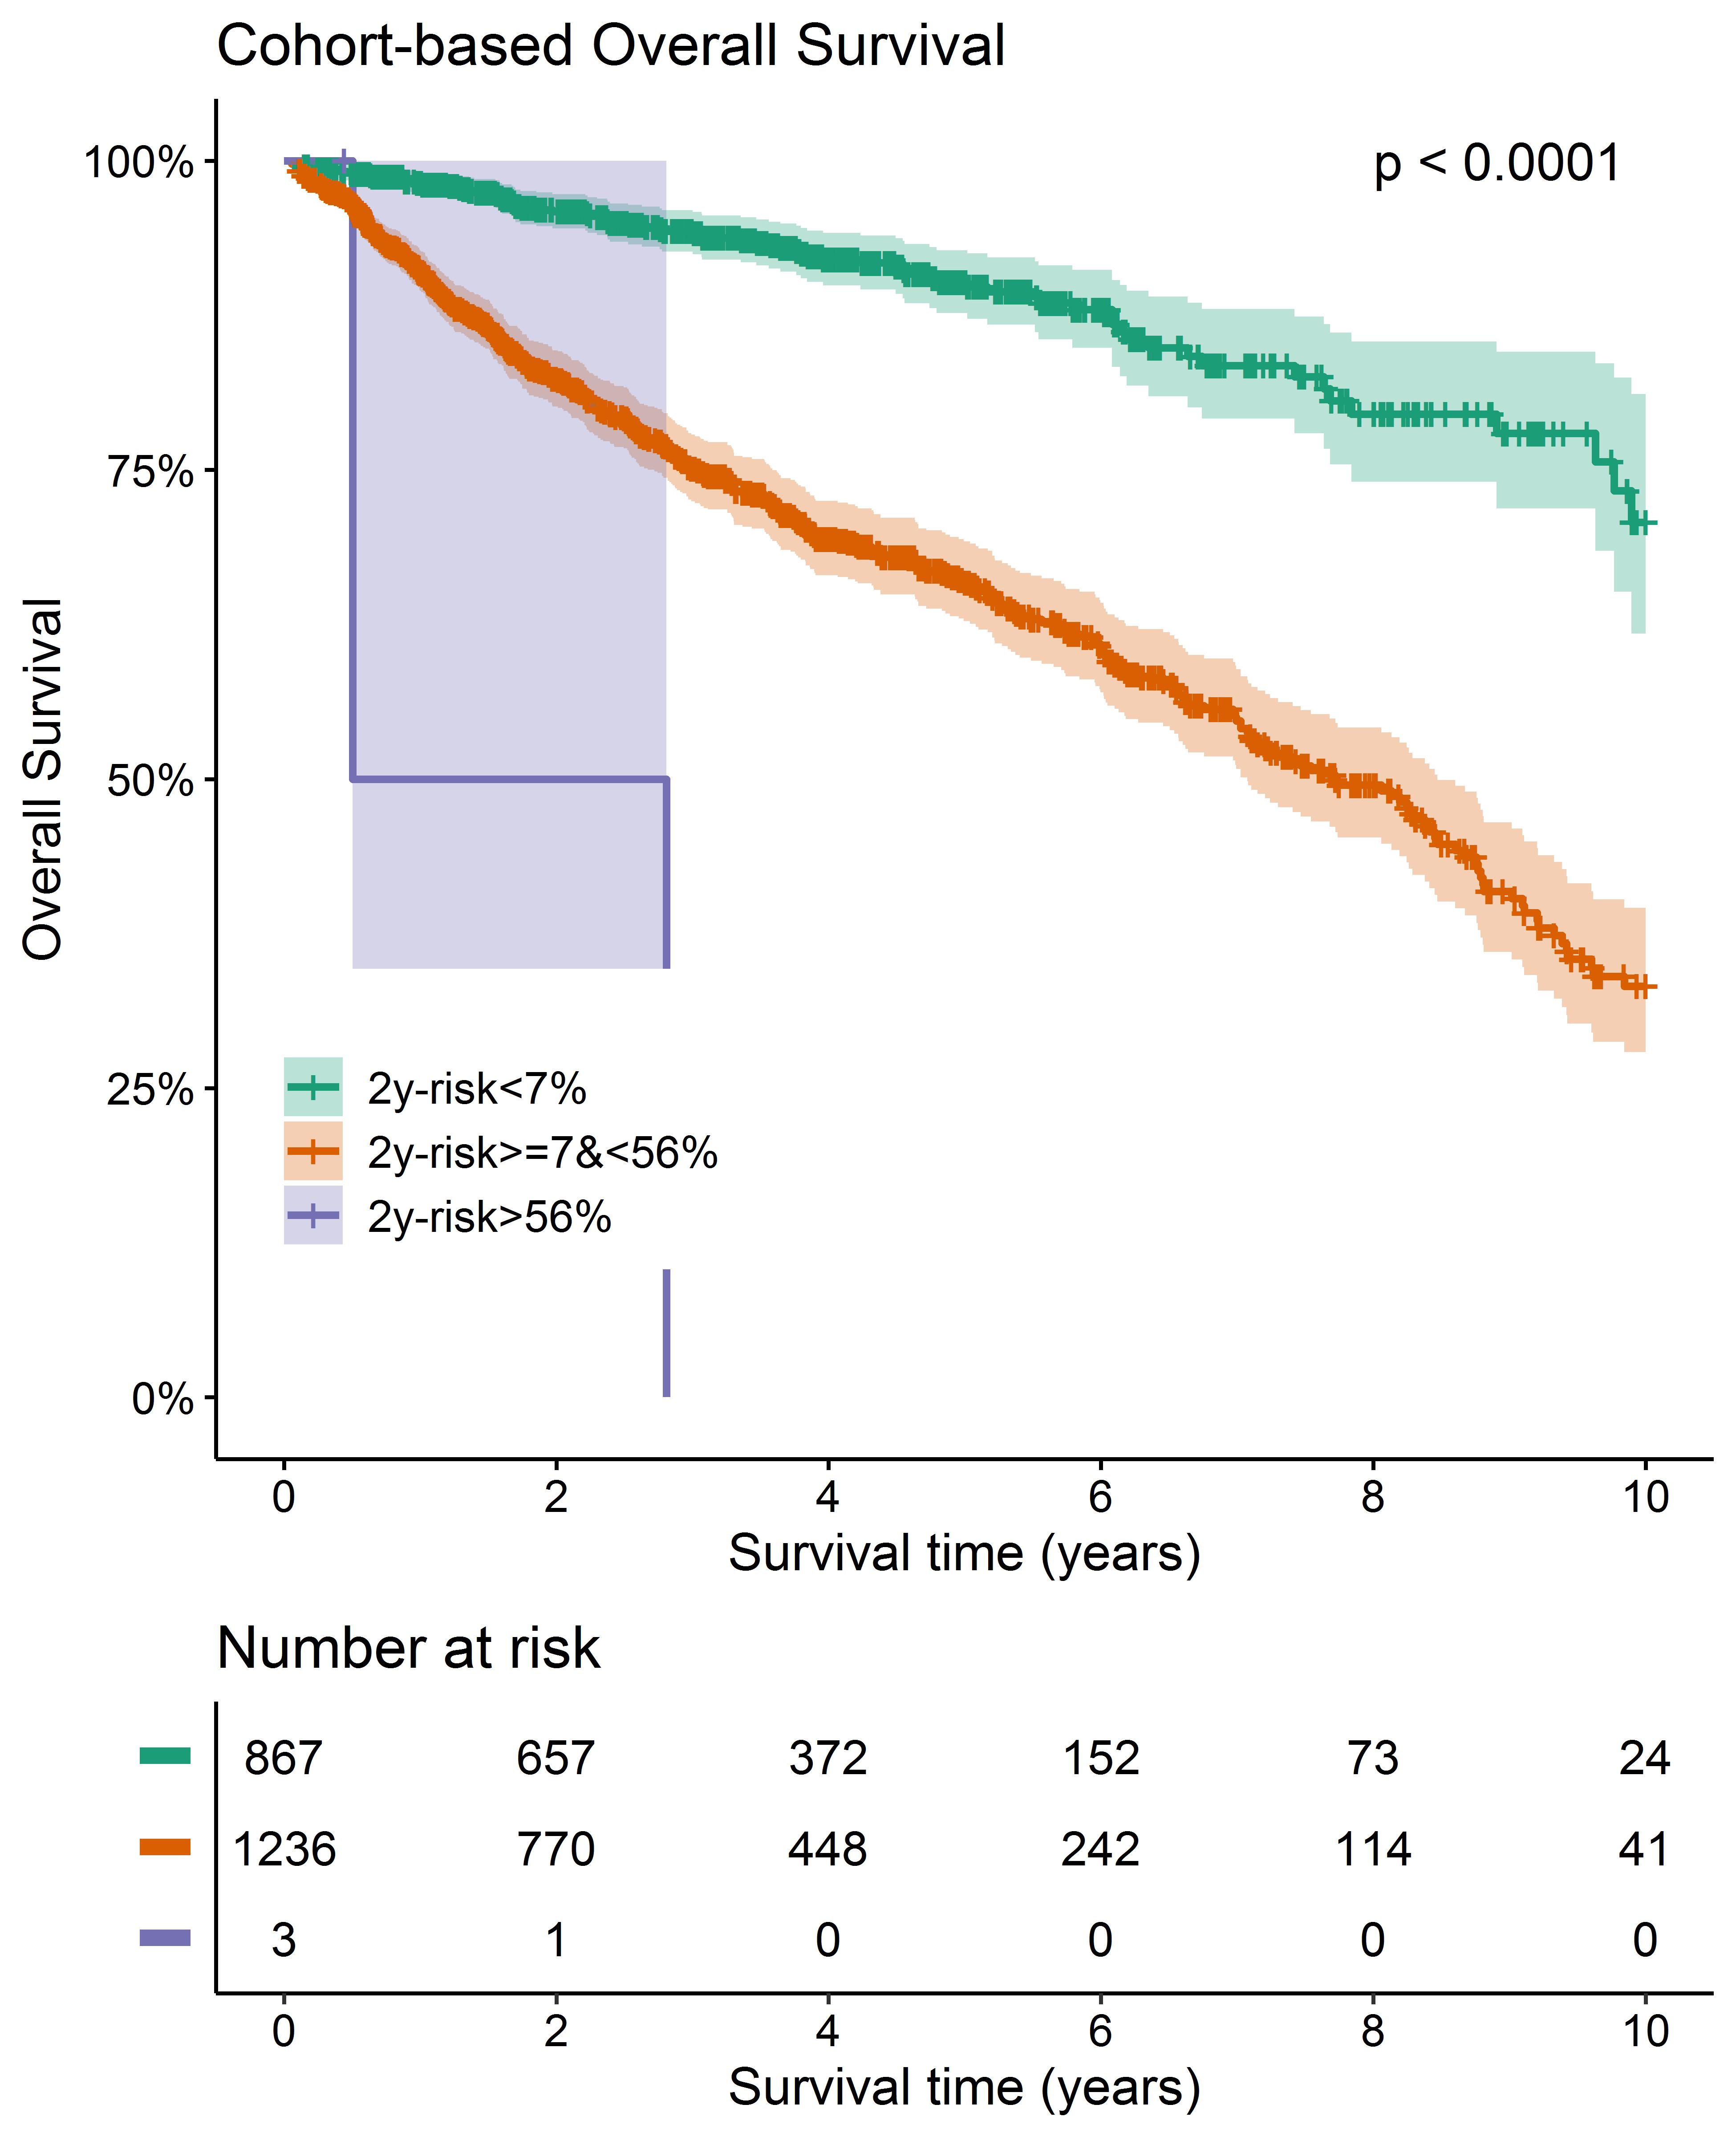 Cohort-based Overall Survival
p < 0.0001
100%
75%
50%
25%
0%
Overall Survival
2y-risk<7%
2y-risk>=7&<56%
2y-risk>56%
0 2 4 6 8 10
Survival time (years)
Number at risk
867 657 372 152 73 24
1236 770 448 242 114 41
3 1 0 0 0 0
0 2 4 6 8 10
Survival time (years)